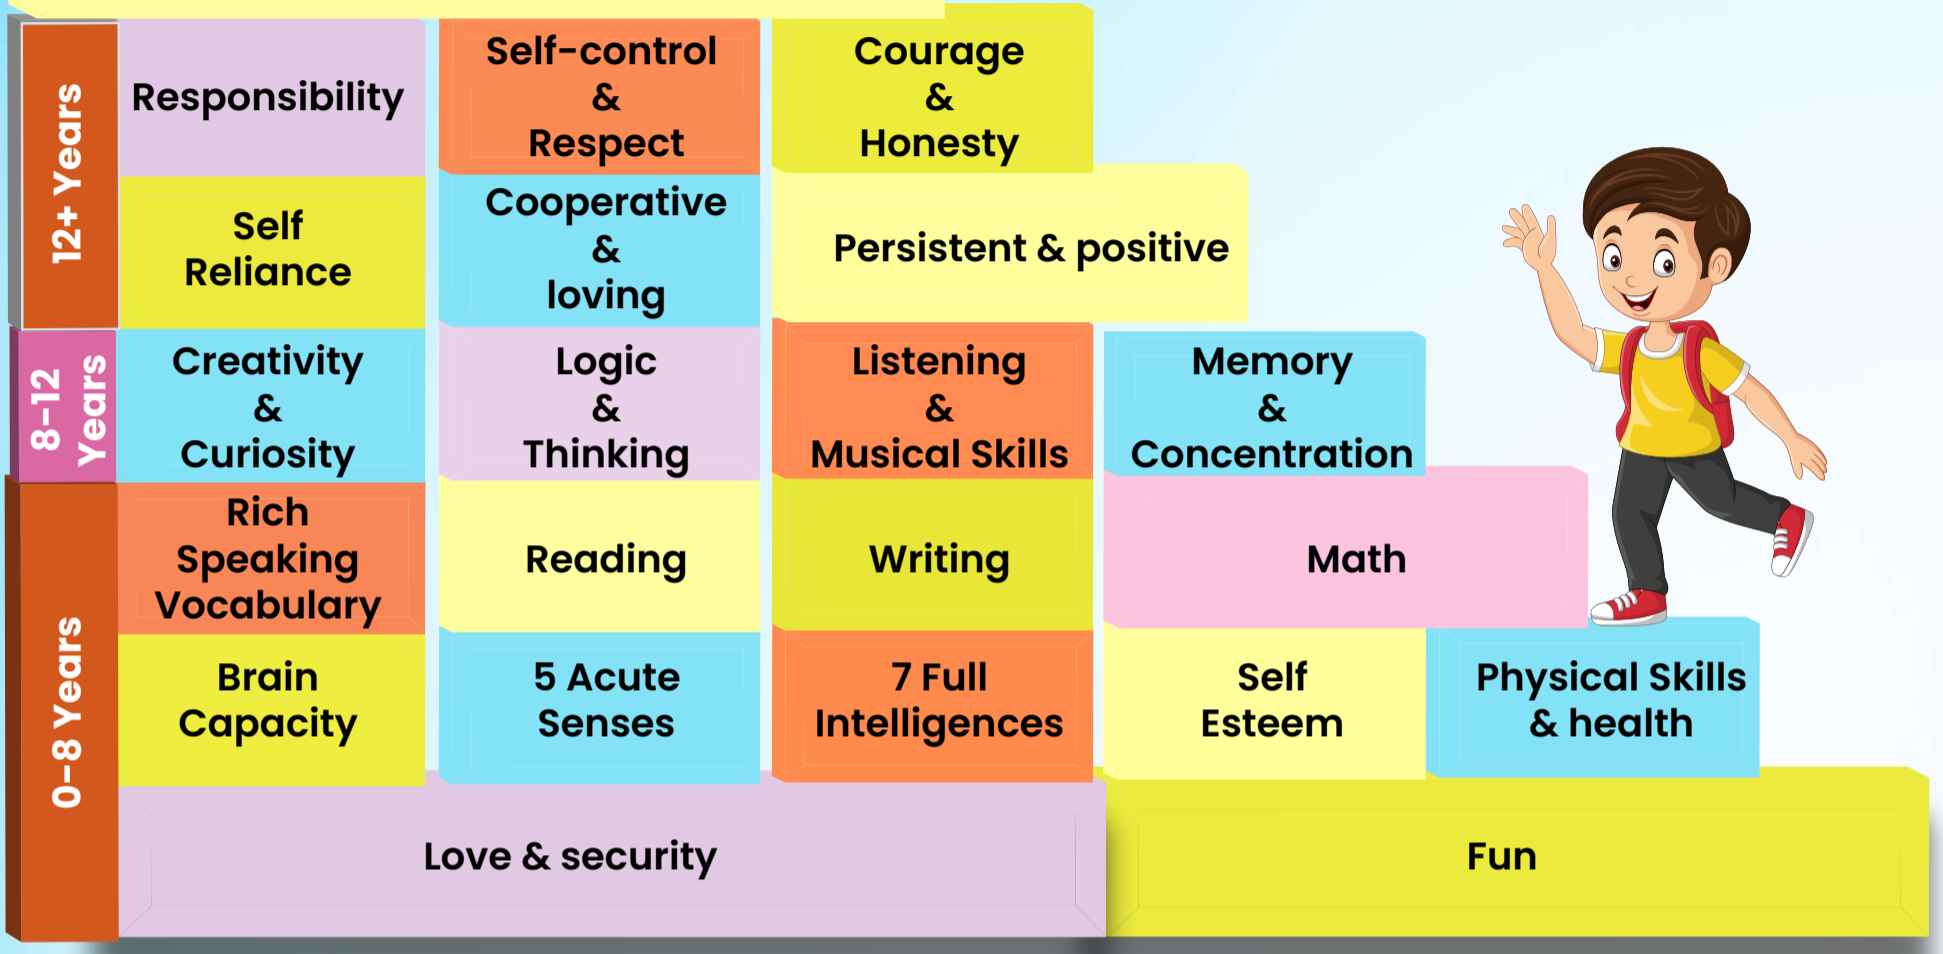 12+ Years
Responsibility
Self-control
&
Respect
Courage
&
Honesty
Self
Reliance
Cooperative
&
loving
Persistent & positive
8-12
Years
Creativity
&
Curiosity
Logic
&
Thinking
Listening
&
Musical Skills
Memory
&
Concentration
0-8 Years
Rich
Speaking
Vocabulary
Reading
Writing
Math
Brain
Capacity
5 Acute
Senses
7 Full
Intelligences
Self
Esteem
Physical Skills
& health
Love & security
Fun